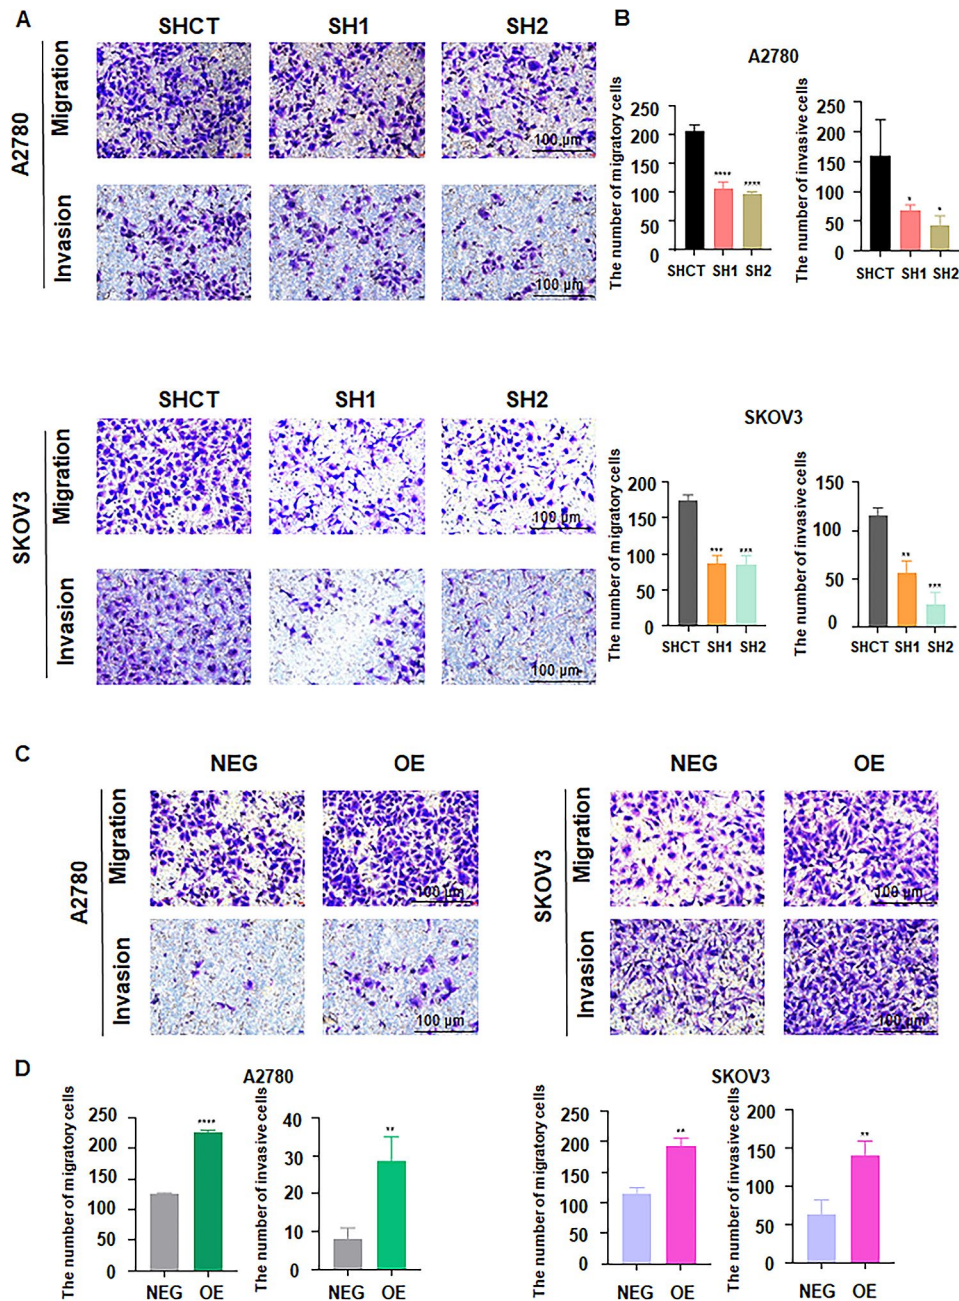 A
SHCT SH1 SH2
A2780
Migration
100 µm
Invasion
100 µm
B
A2780
The number of migratory cells
250
200
150
100
50
0
SHCT SH1 SH2
**** ****
The number of invasive cells
250
200
150
100
50
0
SHCT SH1 SH2
* *
SHCT SH1 SH2
SKOV3
Migration
100 µm
Invasion
100 µm
SKOV3
The number of migratory cells
200
150
100
50
0
SHCT SH1 SH2
*** ***
The number of invasive cells
150
100
50
0
SHCT SH1 SH2
** ***
C
NEG OE
A2780
Migration
100 µm
Invasion
100 µm
NEG OE
SKOV3
Migration
100 µm
Invasion
100 µm
D
A2780
The number of migratory cells
250
200
150
100
50
0
NEG OE
****
The number of invasive cells
40
30
20
10
0
NEG OE
**
SKOV3
The number of migratory cells
250
200
150
100
50
0
NEG OE
**
The number of invasive cells
200
150
100
50
0
NEG OE
**